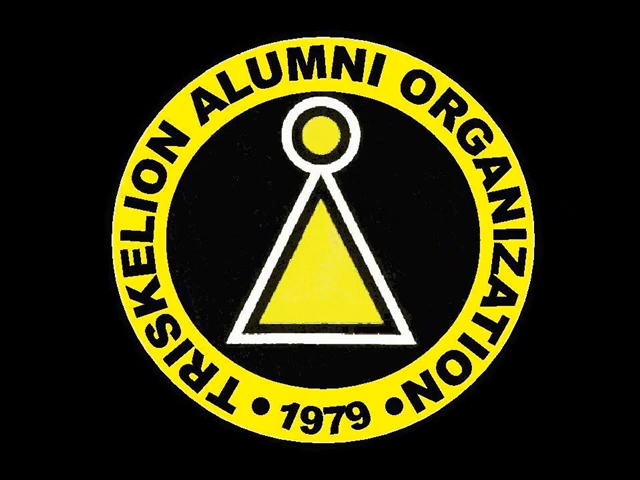 TRISKELION ALUMNI ORGANIZATION
• 1979 •